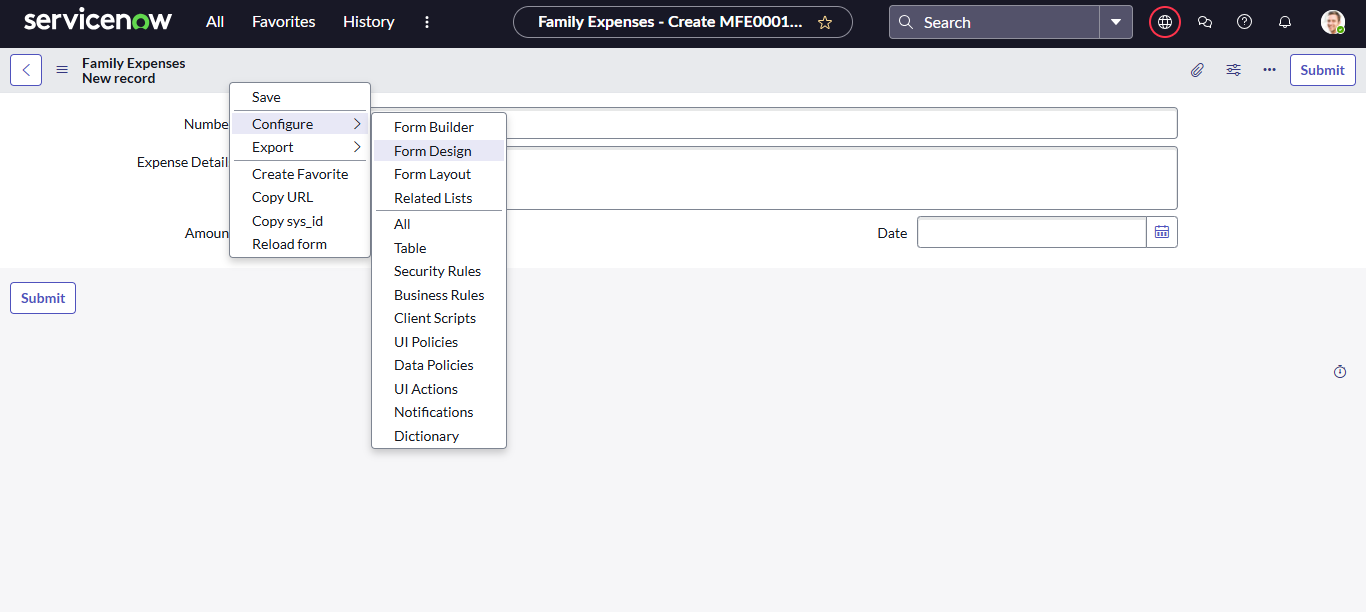 servicenow
All
Favorites
History
Family Expenses - Create MFE0001...
Search
Family Expenses
New record
Submit
Save
Configure
Export
Create Favorite
Copy URL
Copy sys_id
Reload form
Form Builder
Form Design
Form Layout
Related Lists
All
Table
Security Rules
Business Rules
Client Scripts
UI Policies
Data Policies
UI Actions
Notifications
Dictionary
Numbe
Expense Detail
Amoun
Date
Submit